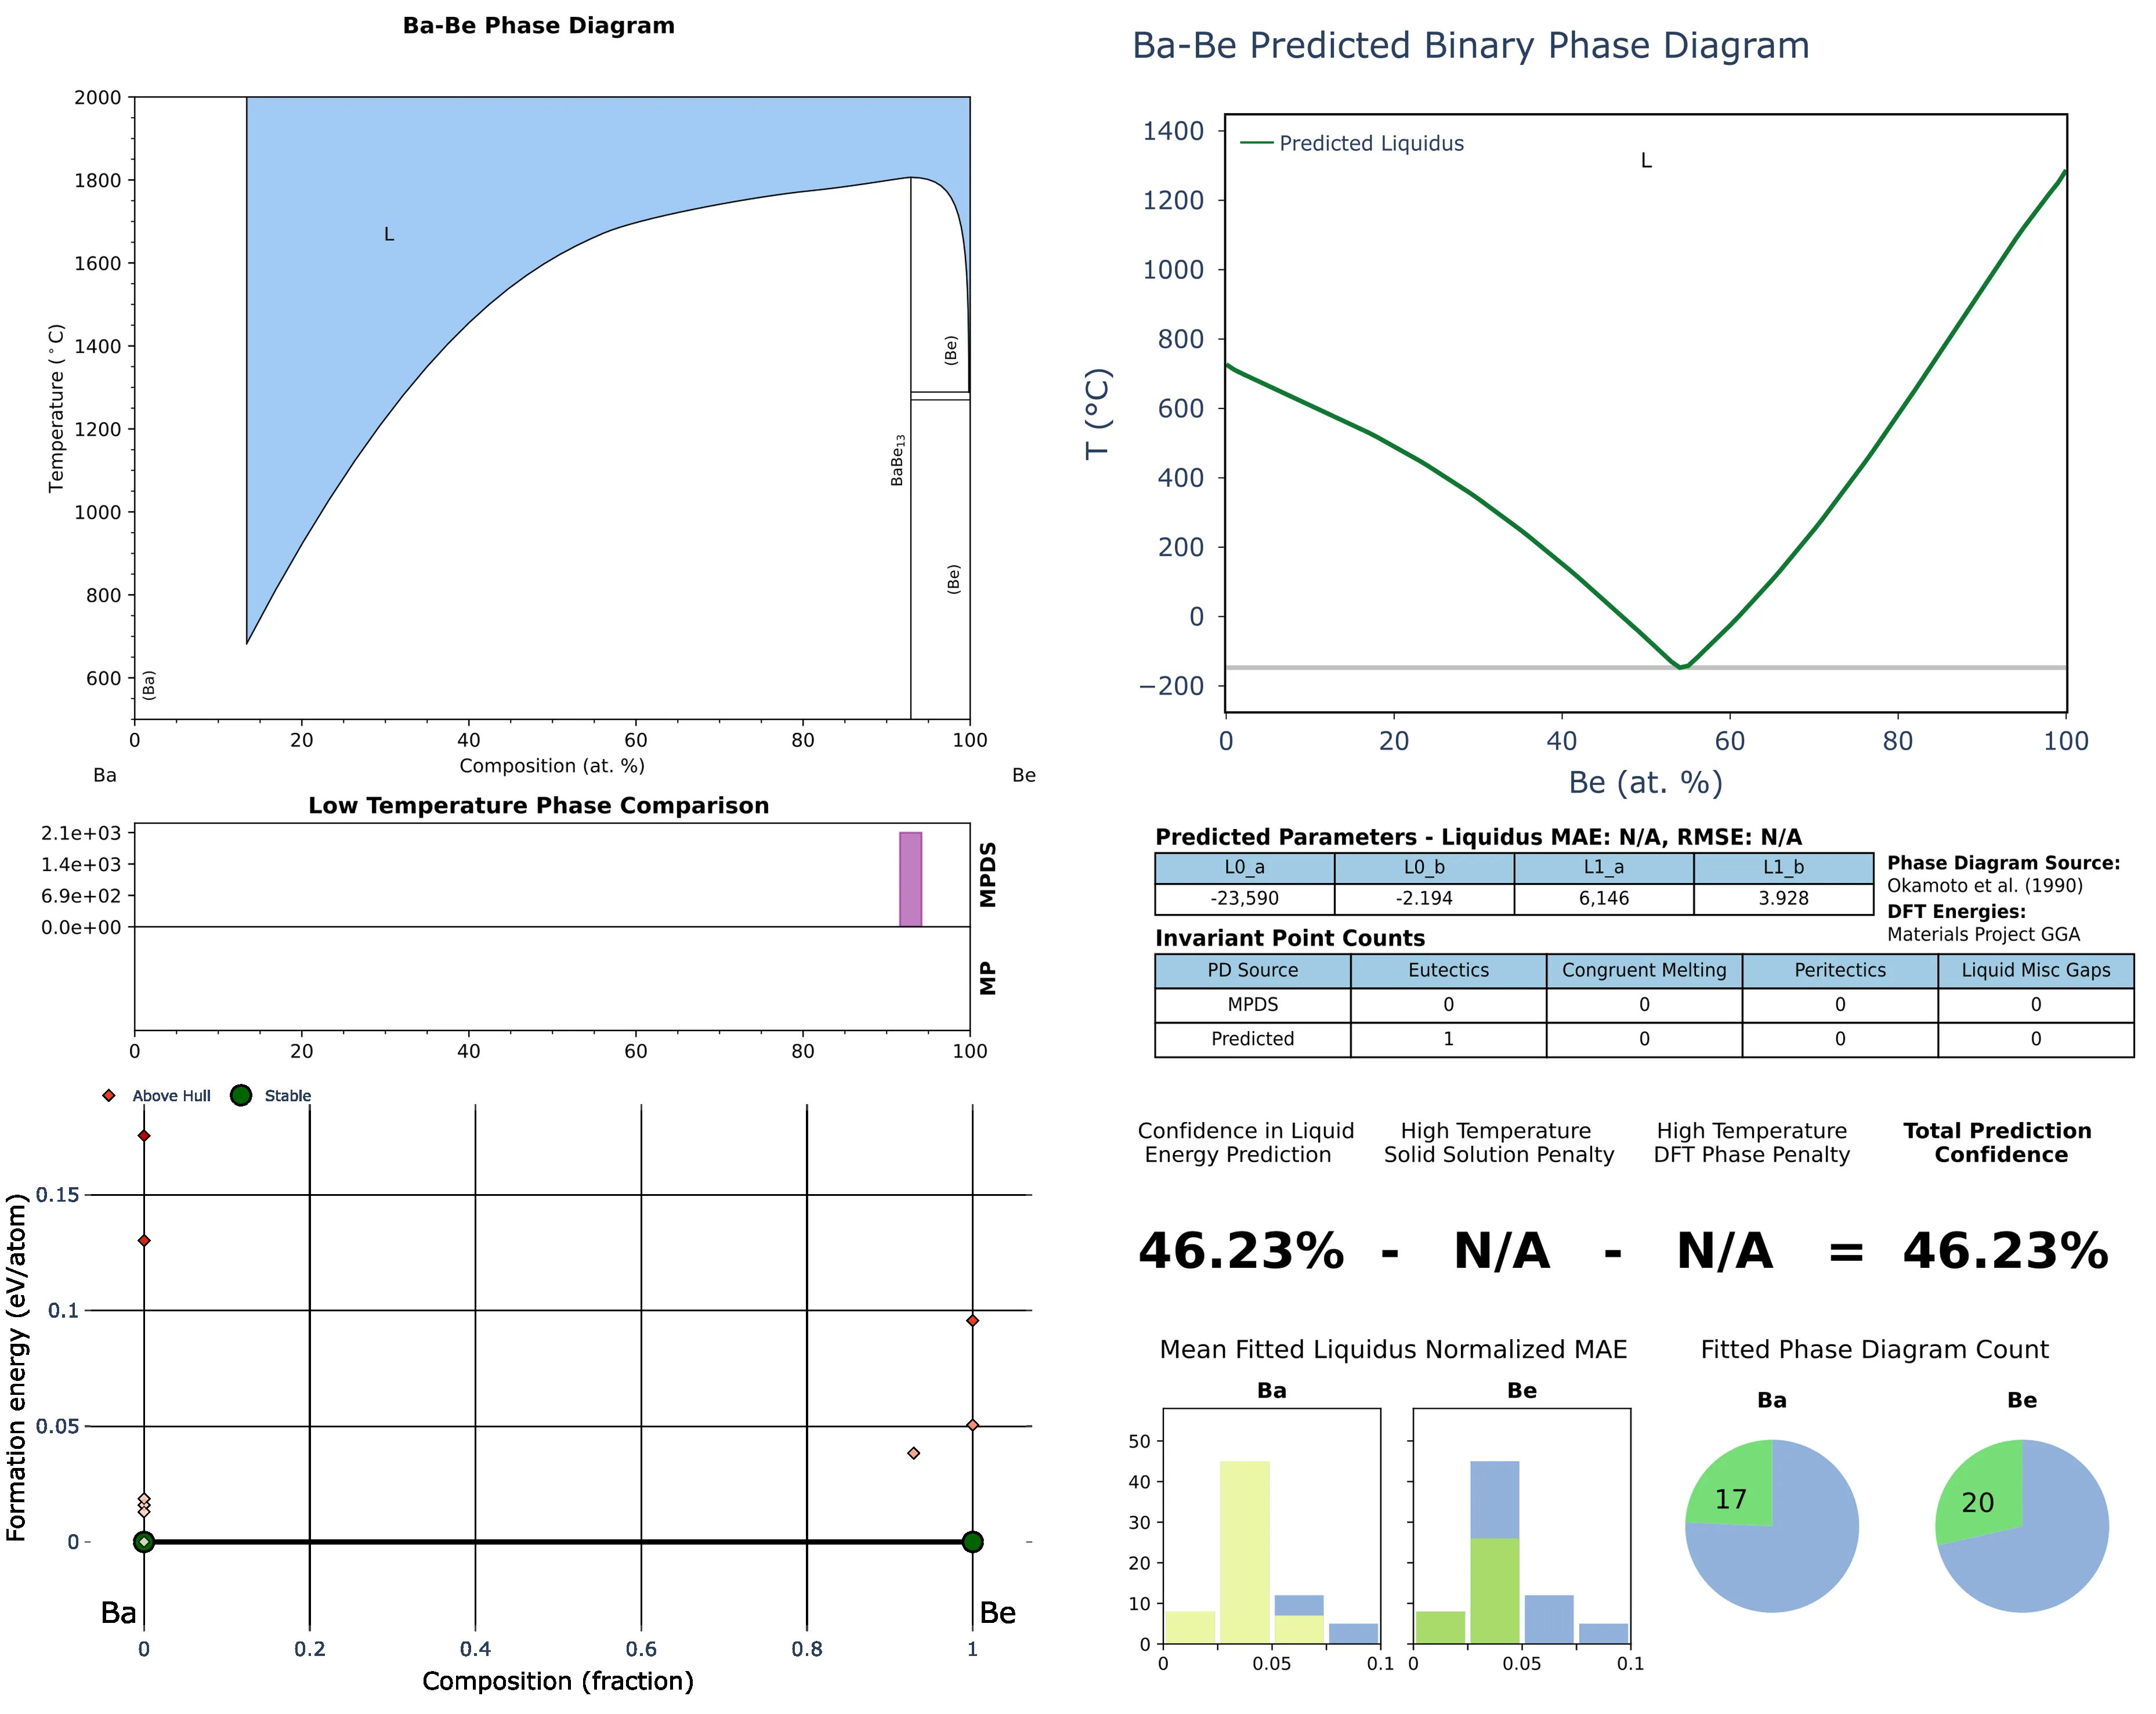 Ba-Be Phase Diagram
2000
1800
1600
1400
1200
1000
800
600
Temperature (°C)
L
(Be)
BaBe13
(Be)
(Ba)
0 20 40 60 80 100
Composition (at. %)
Ba Be
Low Temperature Phase Comparison
2.1e+03
1.4e+03
6.9e+02
0.0e+00
MPDS
MP
0 20 40 60 80 100
Above Hull Stable
0.15
0.1
0.05
0
Formation energy (eV/atom)
Ba Be
0 0.2 0.4 0.6 0.8 1
Composition (fraction)
Ba-Be Predicted Binary Phase Diagram
1400
1200
1000
800
600
400
200
0
−200
T (°C)
Predicted Liquidus
L
0 20 40 60 80 100
Be (at. %)
Predicted Parameters - Liquidus MAE: N/A, RMSE: N/A
L0_a L0_b L1_a L1_b
-23,590 -2.194 6,146 3.928
Phase Diagram Source:
Okamoto et al. (1990)
DFT Energies:
Materials Project GGA
Invariant Point Counts
PD Source Eutectics Congruent Melting Peritectics Liquid Misc Gaps
MPDS 0 0 0 0
Predicted 1 0 0 0
Confidence in Liquid
Energy Prediction
High Temperature
Solid Solution Penalty
High Temperature
DFT Phase Penalty
Total Prediction
Confidence
46.23% - N/A - N/A = 46.23%
Mean Fitted Liquidus Normalized MAE
Ba Be
50
40
30
20
10
0
0 0.05 0.1 0 0.05 0.1
Fitted Phase Diagram Count
Ba Be
17 20